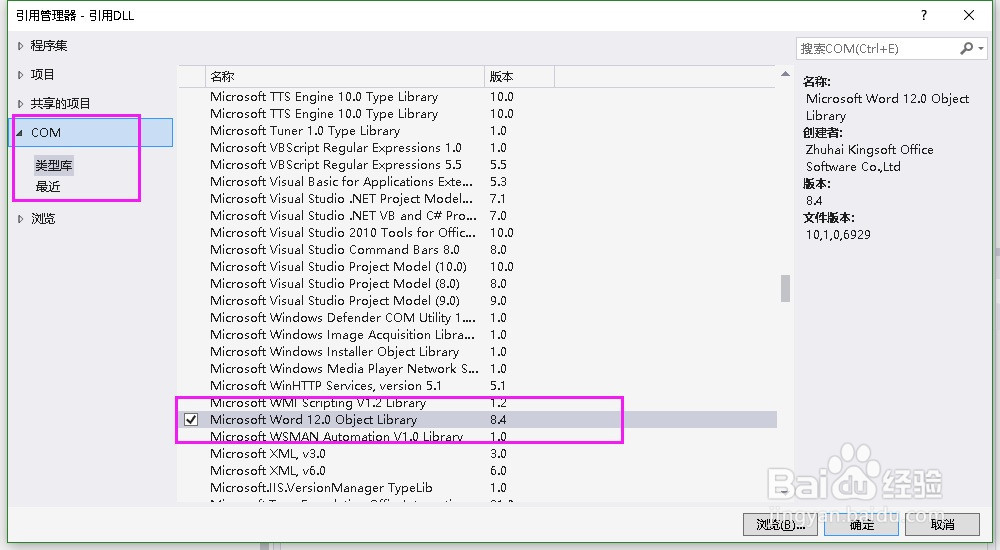 引用管理器 - 引用DLL
?
程序集
项目
共享的项目
COM
类型库
最近
浏览
搜索COM(Ctrl+E)
名称 版本
Microsoft TTS Engine 10.0 Type Library 10.0
Microsoft TTS Engine 10.0 Type Library 10.0
Microsoft Tuner 1.0 Type Library 1.0
Microsoft VBScript Regular Expressions 1.0 1.0
Microsoft VBScript Regular Expressions 5.5 5.5
Microsoft Visual Basic for Applications Exte... 5.3
Microsoft Visual Studio .NET Project Model... 7.1
Microsoft Visual Studio .NET VB and C# Pro... 7.0
Microsoft Visual Studio 2010 Tools for Offic... 10.0
Microsoft Visual Studio Command Bars 8.0 8.0
Microsoft Visual Studio Project Model (10.0) 10.0
Microsoft Visual Studio Project Model (8.0) 8.0
Microsoft Visual Studio Project Model (9.0) 9.0
Microsoft Windows Defender COM Utility 1.... 1.0
Microsoft Windows Image Acquisition Libra... 1.0
Microsoft Windows Installer Object Library 1.0
Microsoft Windows Media Player Network S... 1.0
Microsoft WinHTTP Services, version 5.1 5.1
Microsoft WMI Scripting V1.2 Library 1.2
Microsoft Word 12.0 Object Library 8.4
Microsoft WSMAN Automation V1.0 Library 1.0
Microsoft XML, v3.0 3.0
Microsoft XML, v6.0 6.0
Microsoft.IIS.VersionManager TypeLib 1.0
名称:
Microsoft Word 12.0 Object
Library
创建者:
Zhuhai Kingsoft Office
Software Co.,Ltd
版本:
8.4
文件版本:
10,1,0,6929
Baidu 经验
jingyan.baidu.com
浏览(B)... 确定 取消